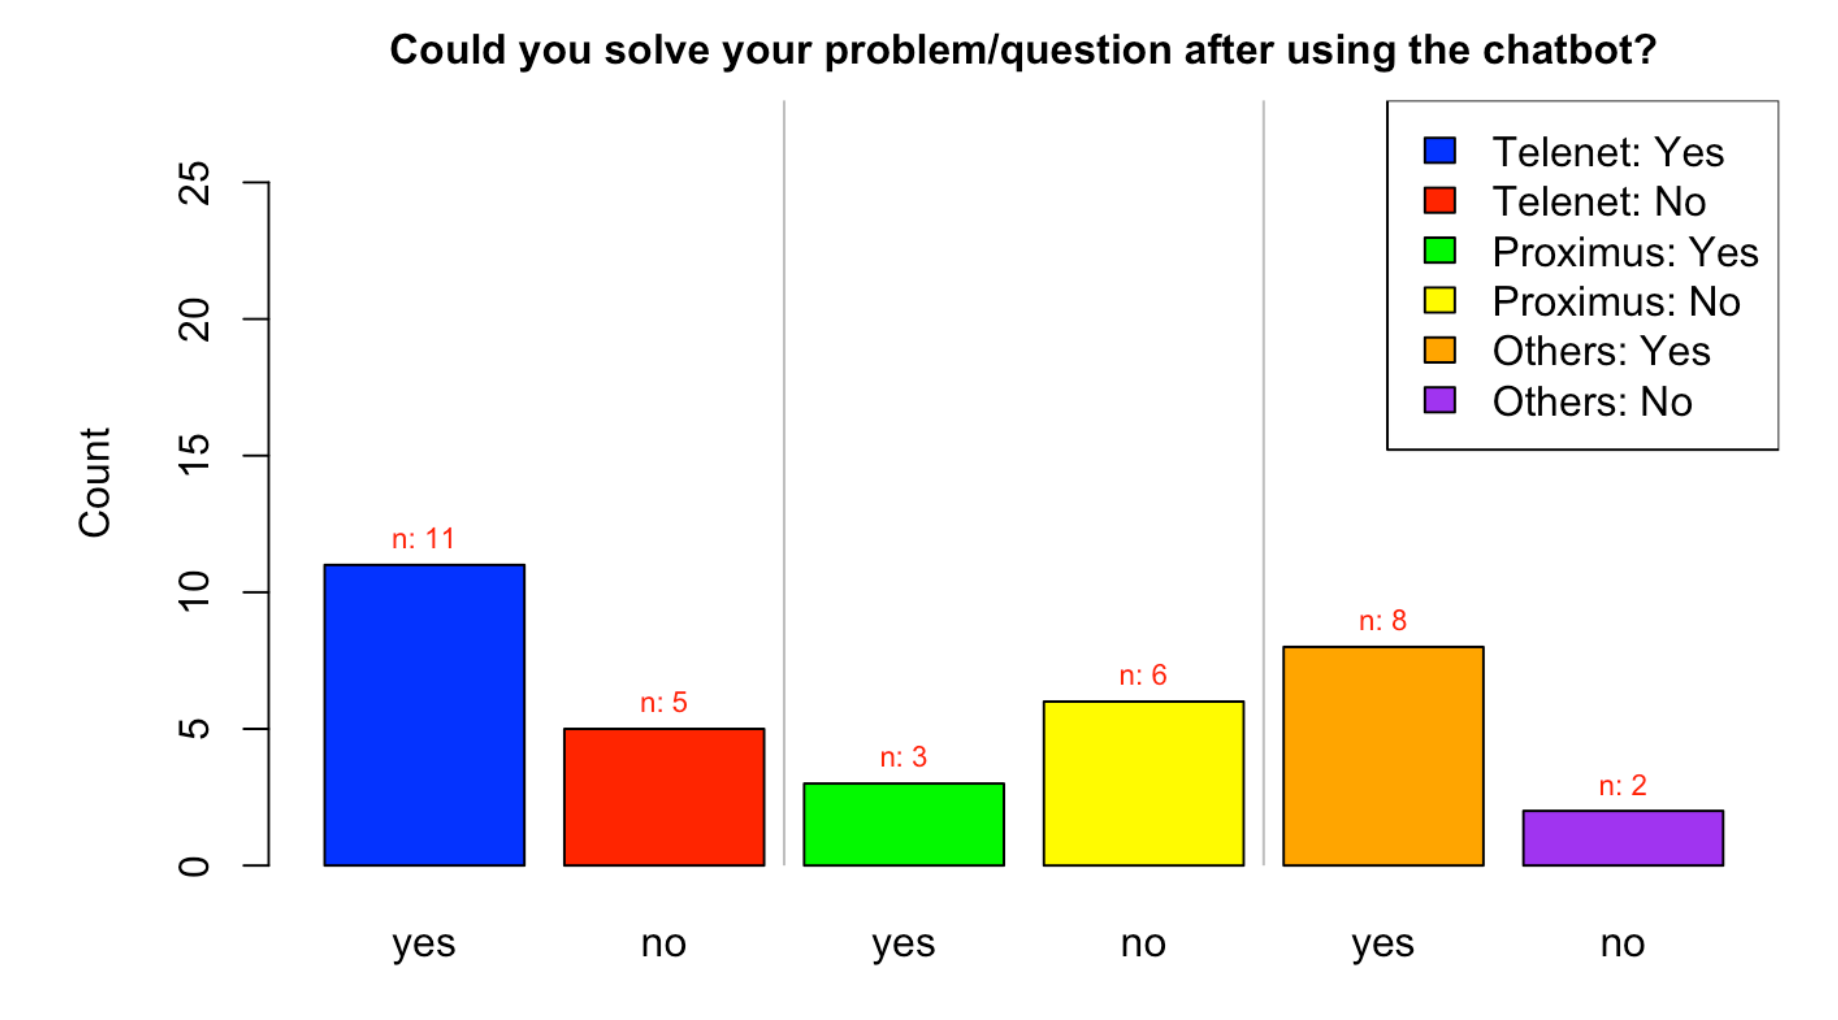 Could you solve your problem/question after using the chatbot?
Telenet: Yes
Telenet: No
Proximus: Yes
Proximus: No
Others: Yes
Others: No
Count
25
20
15
10
5
0
n: 11
n: 5
n: 3
n: 6
n: 8
n: 2
yes no yes no yes no